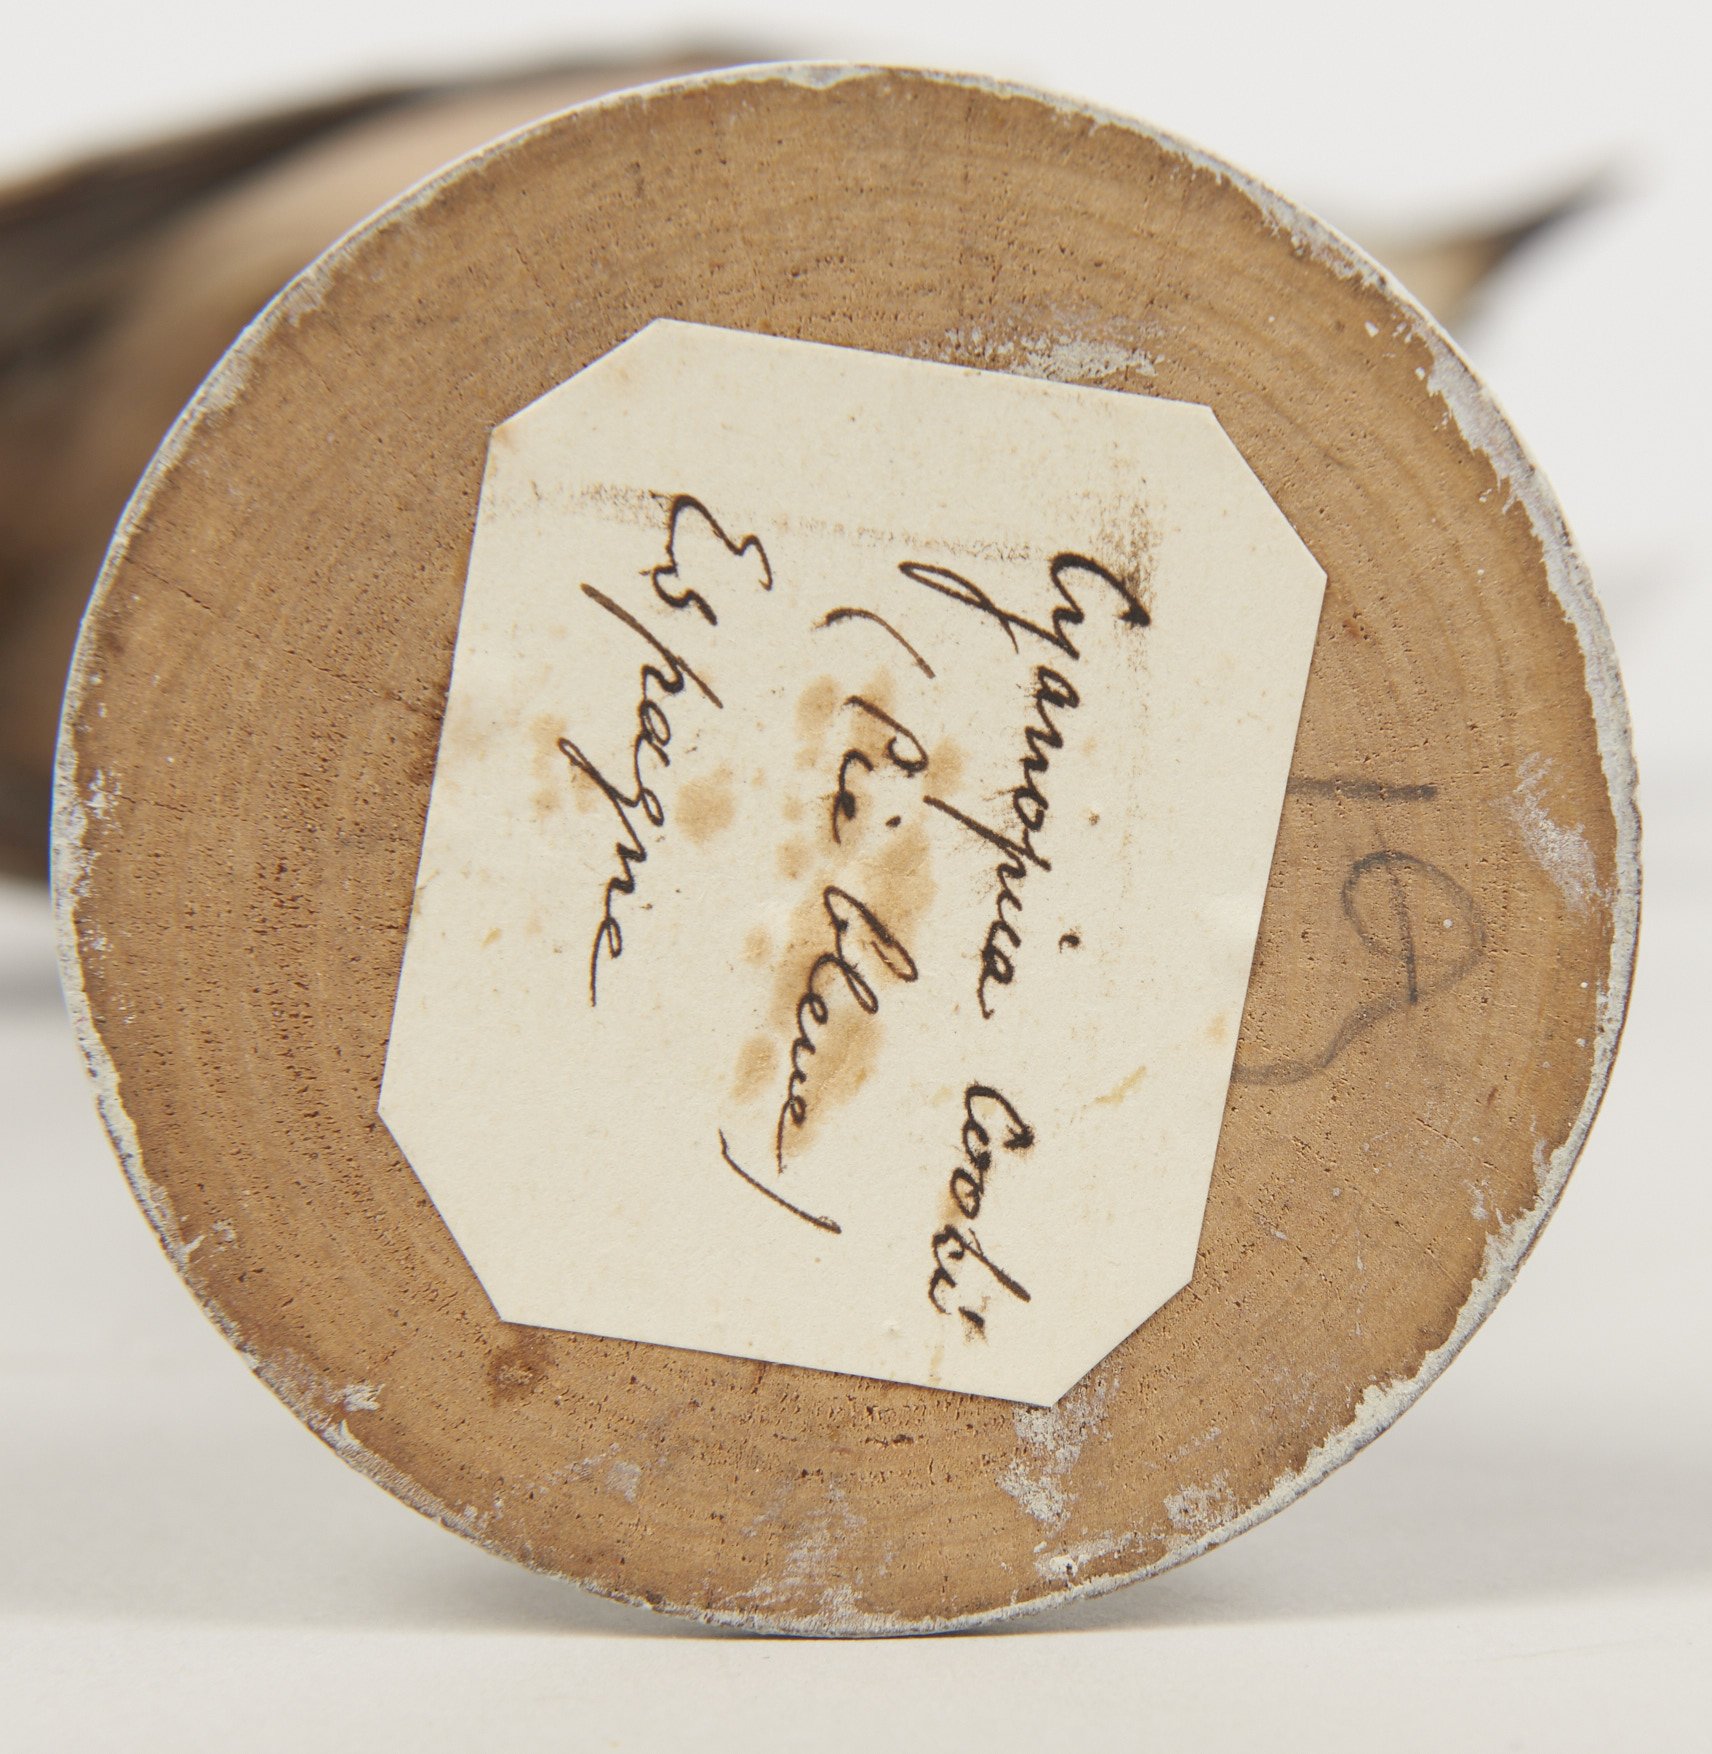 Cyanopica Cooki
(Pie bleue)
Espagne